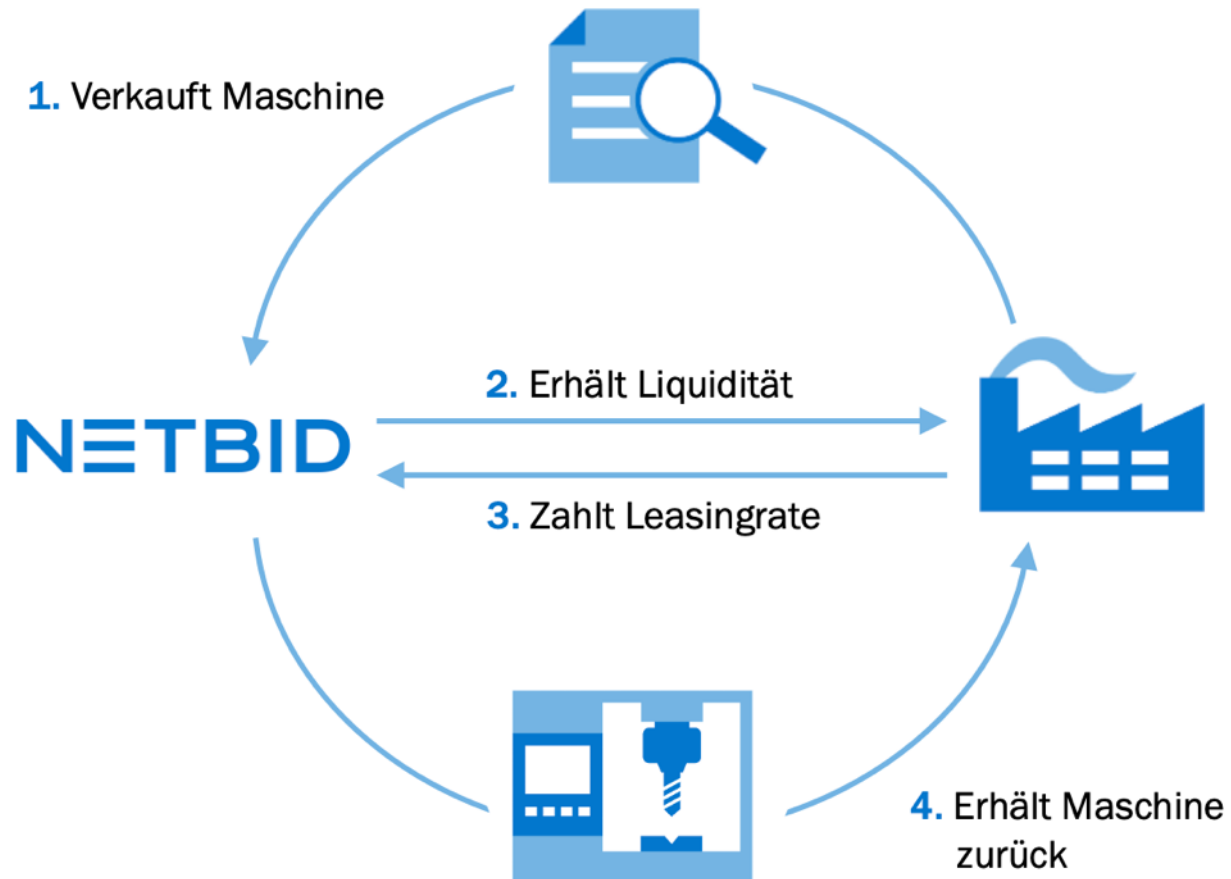 1. Verkauft Maschine
2. Erhält Liquidität
NETBID
3. Zahlt Leasingrate
4. Erhält Maschine
zurück